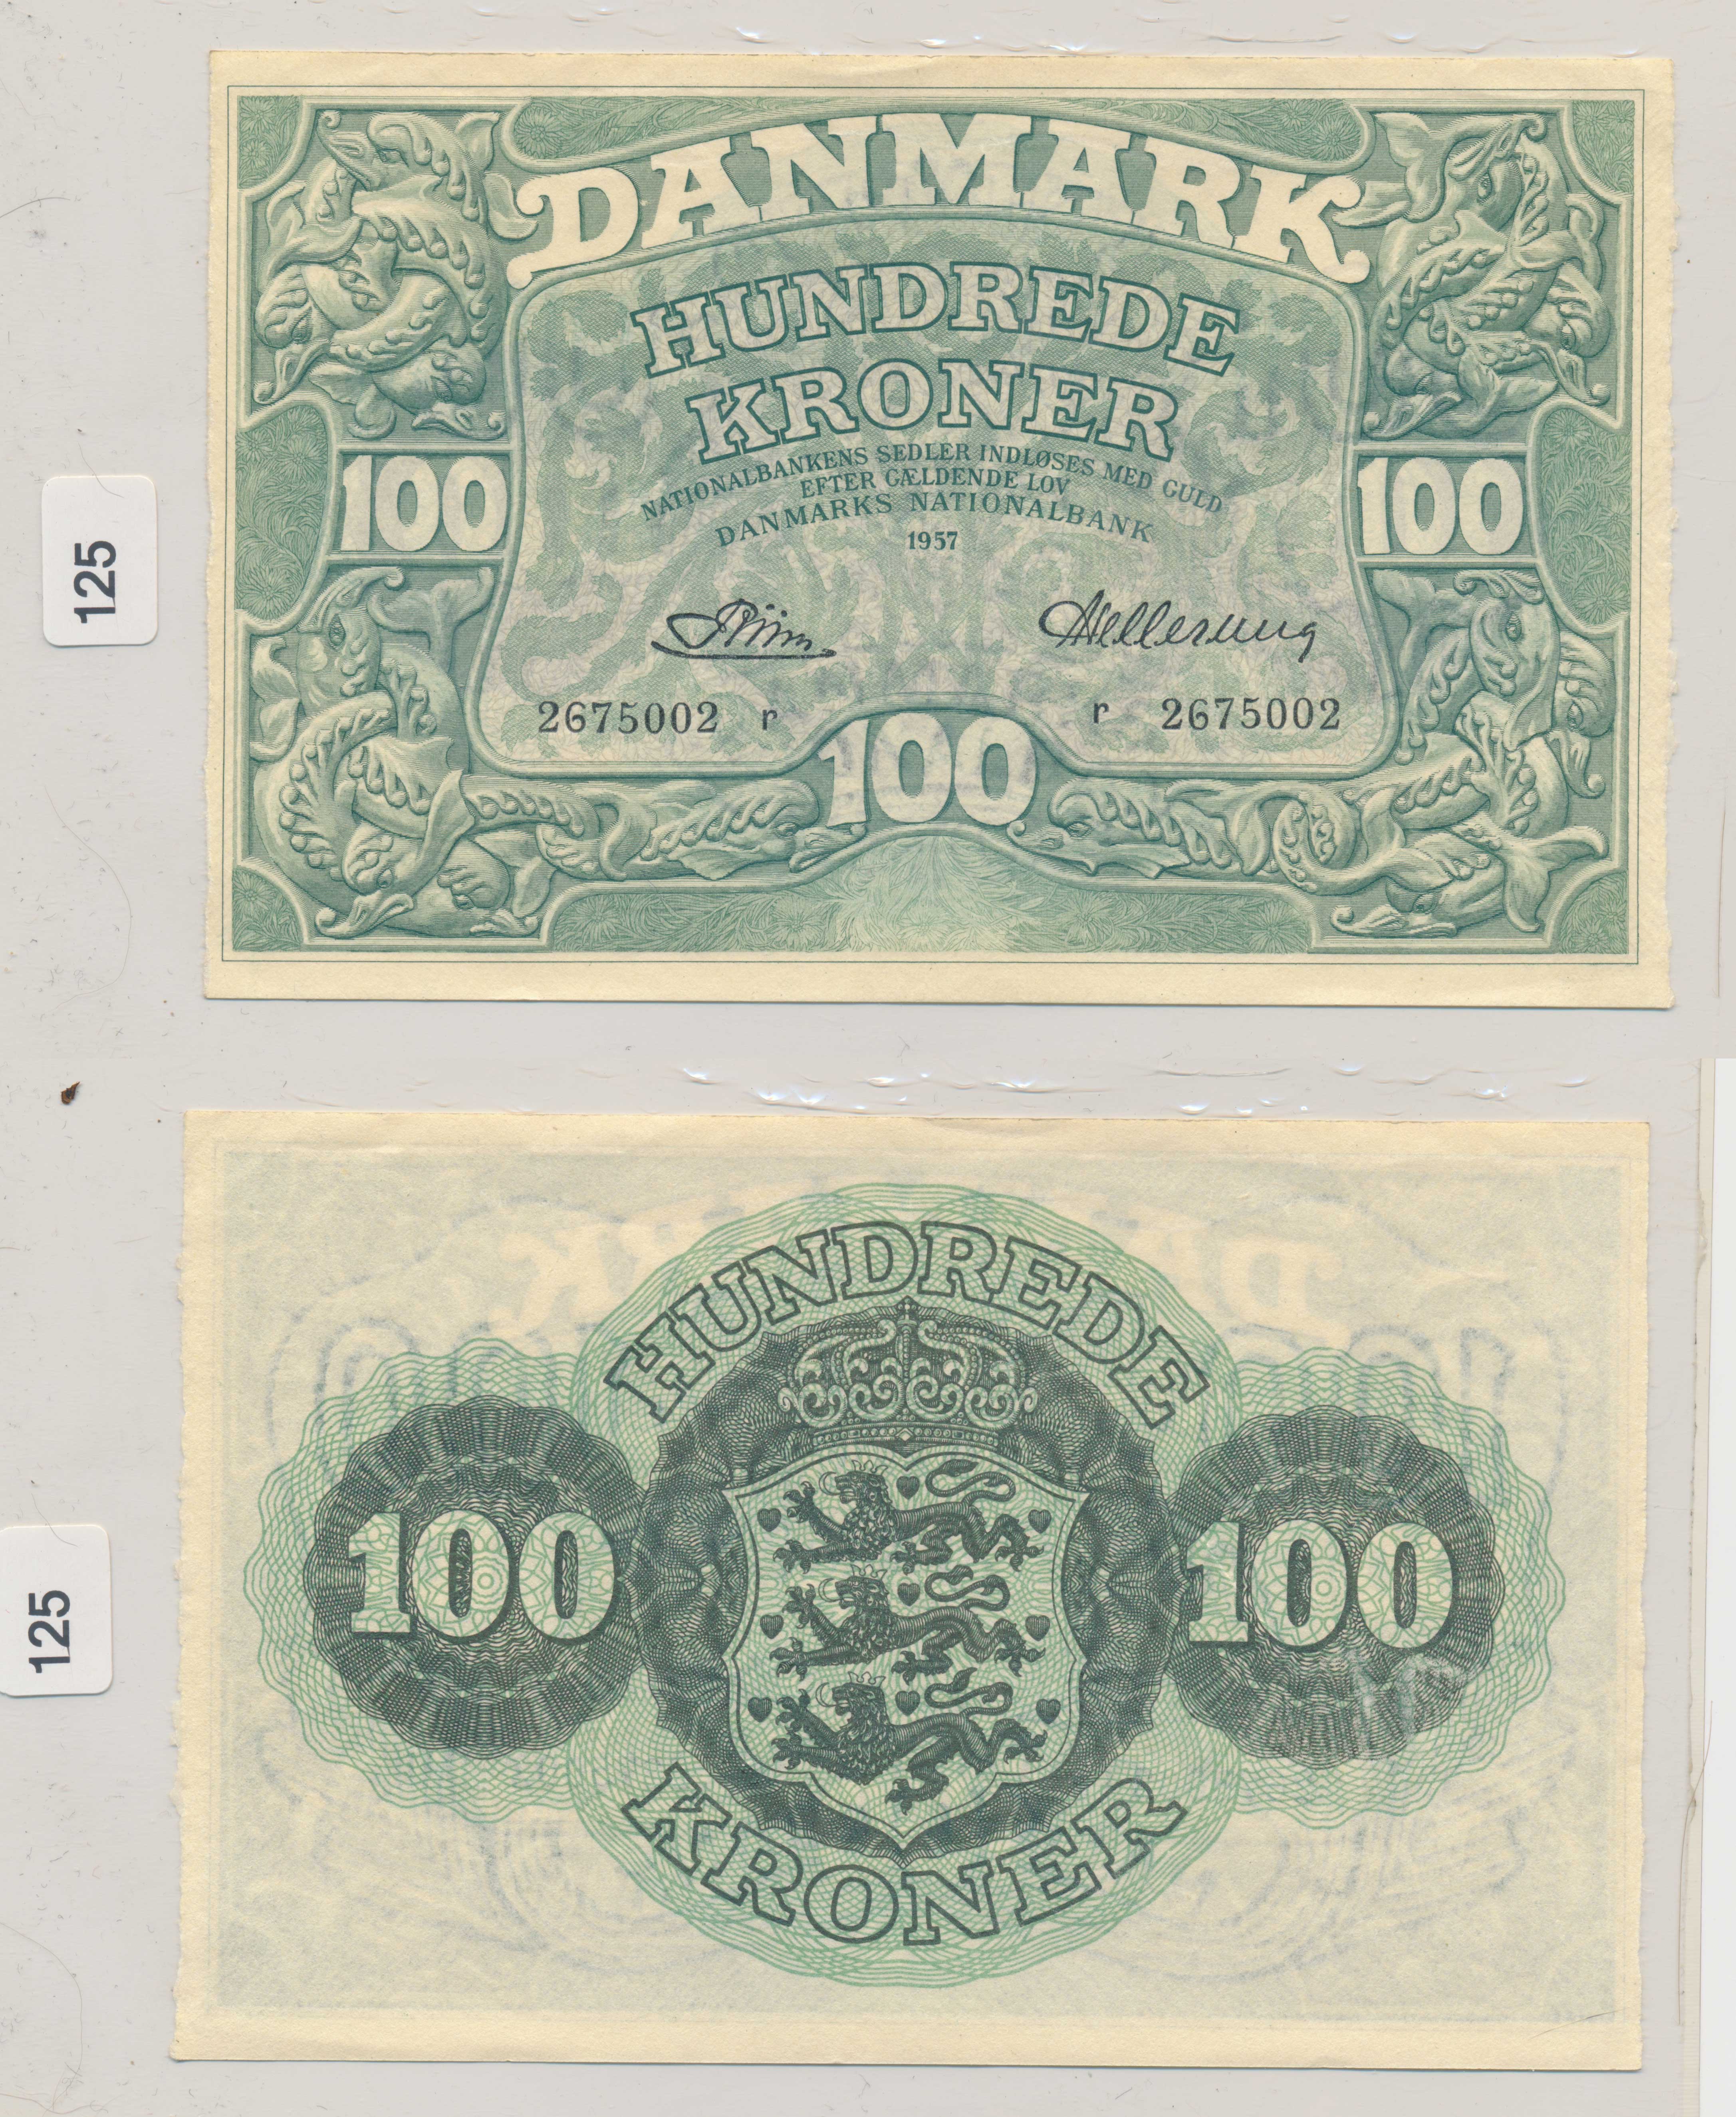 DANMARK
HUNDREDE
KRONER
NATIONALBANKENS SEDLER INDLØSES MED GULD
EFTER GÆLDENDE LOV
DANMARKS NATIONALBANK
1957
100
100
2675002 r
r 2675002
100
125
HUNDREDE
100
100
KRONER
125